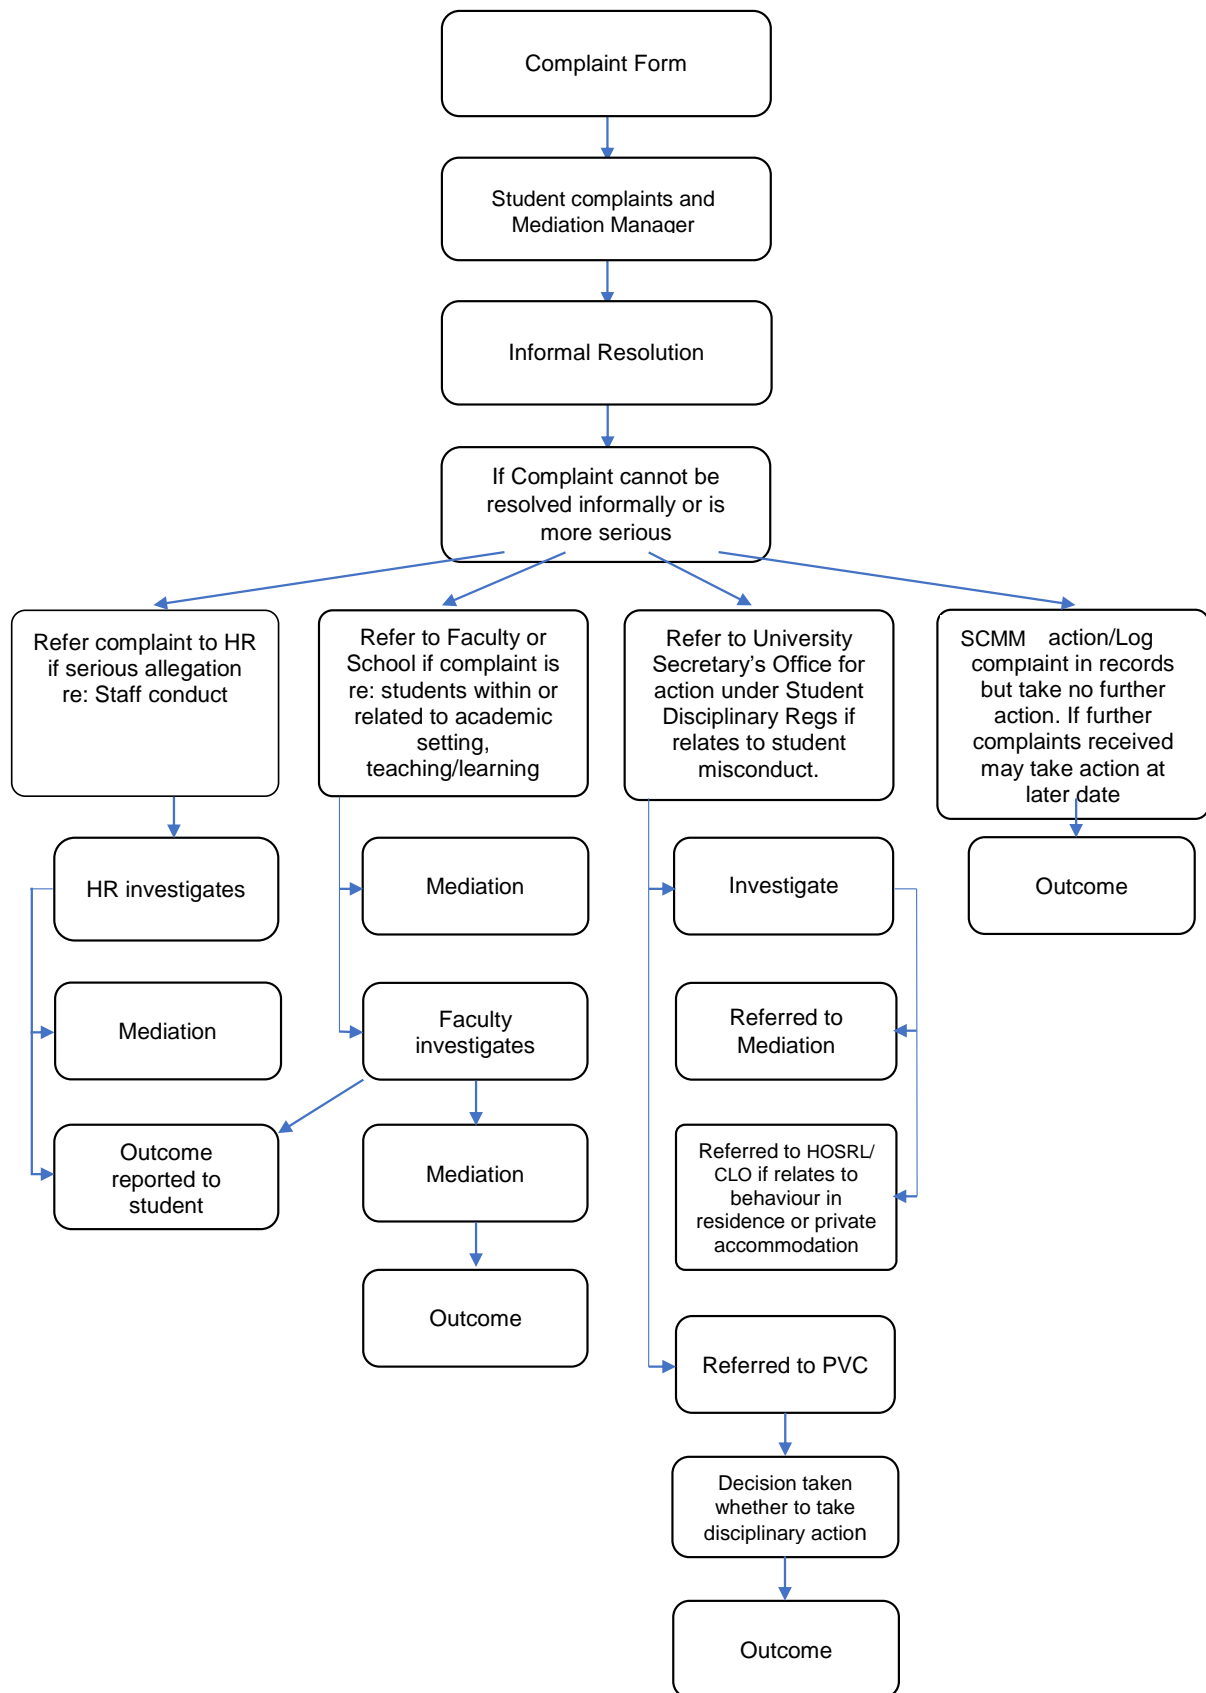 Complaint Form
Student complaints and
Mediation Manager
Informal Resolution
If Complaint cannot be
resolved informally or is
more serious
Refer complaint to HR
if serious allegation
re: Staff conduct
Refer to Faculty or
School if complaint is
re: students within or
related to academic
setting,
teaching/learning
Refer to University
Secretary’s Office for
action under Student
Disciplinary Regs if
relates to student
misconduct.
SCMM action/Log
complaint in records
but take no further
action. If further
complaints received
may take action at
later date
HR investigates
Mediation
Investigate
Outcome
Mediation
Faculty
investigates
Referred to
Mediation
Outcome
reported to
student
Mediation
Referred to HOSRL/
CLO if relates to
behaviour in
residence or private
accommodation
Outcome
Referred to PVC
Decision taken
whether to take
disciplinary action
Outcome